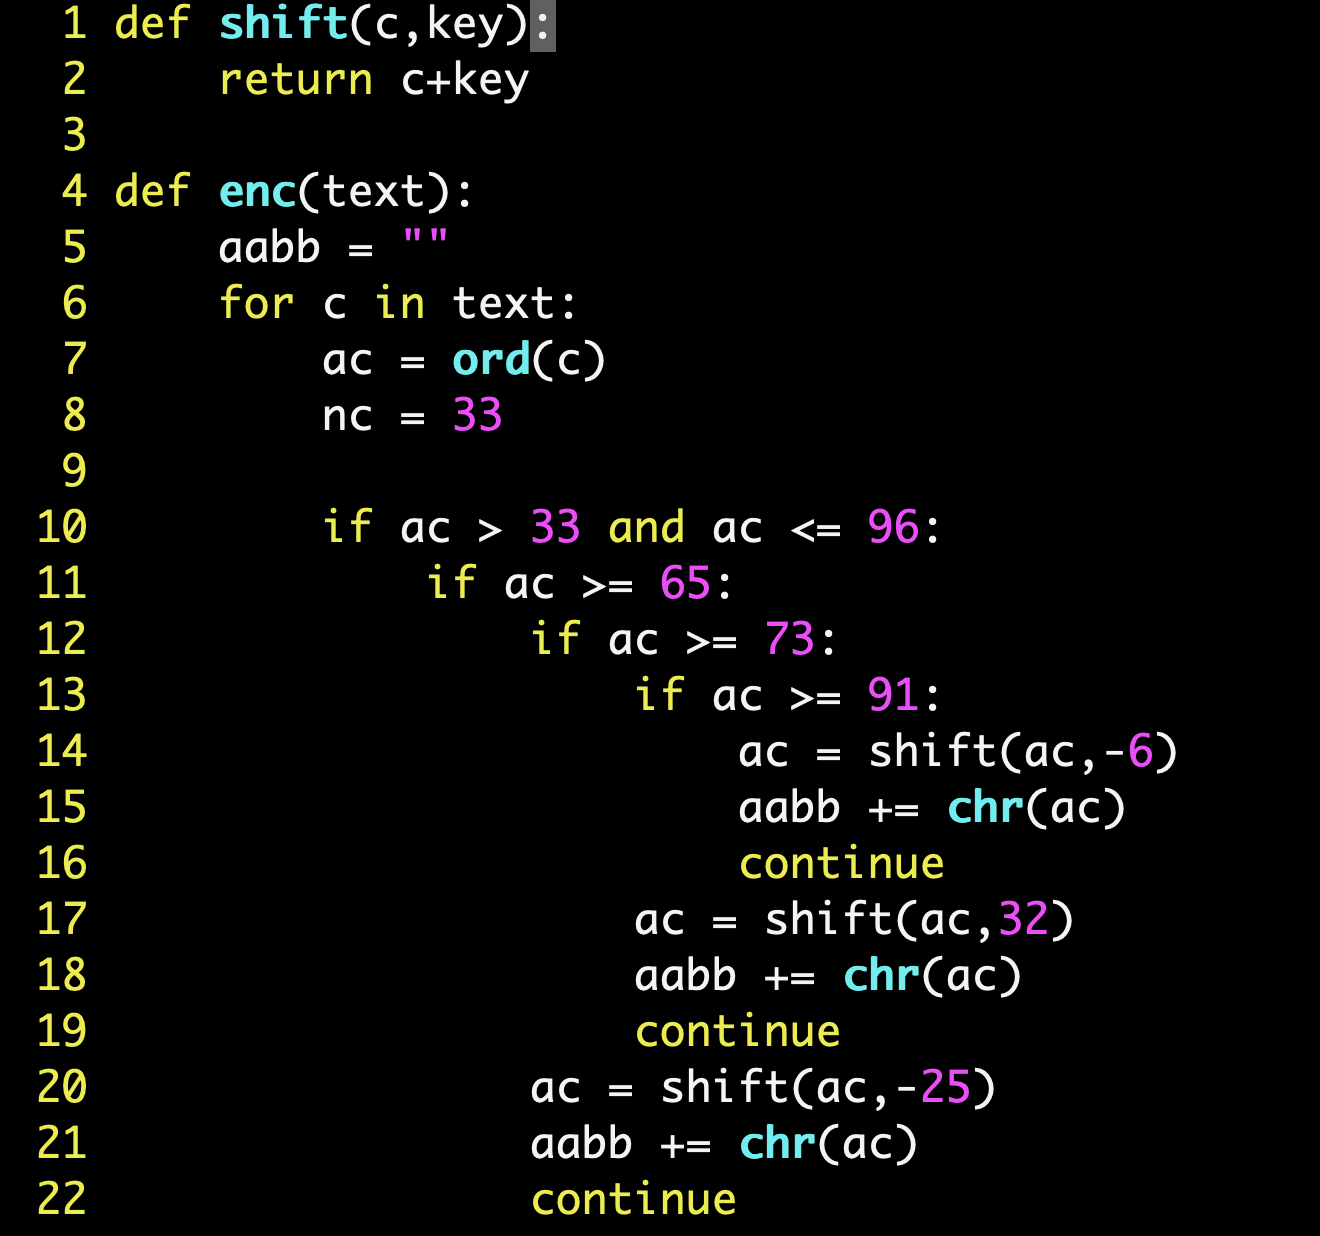 1 def shift(c,key):
2     return c+key
3
4 def enc(text):
5     aabb = ""
6     for c in text:
7         ac = ord(c)
8         nc = 33
9
10         if ac > 33 and ac <= 96:
11             if ac >= 65:
12                 if ac >= 73:
13                     if ac >= 91:
14                         ac = shift(ac,-6)
15                         aabb += chr(ac)
16                         continue
17                     ac = shift(ac,32)
18                     aabb += chr(ac)
19                     continue
20                 ac = shift(ac,-25)
21                 aabb += chr(ac)
22                 continue